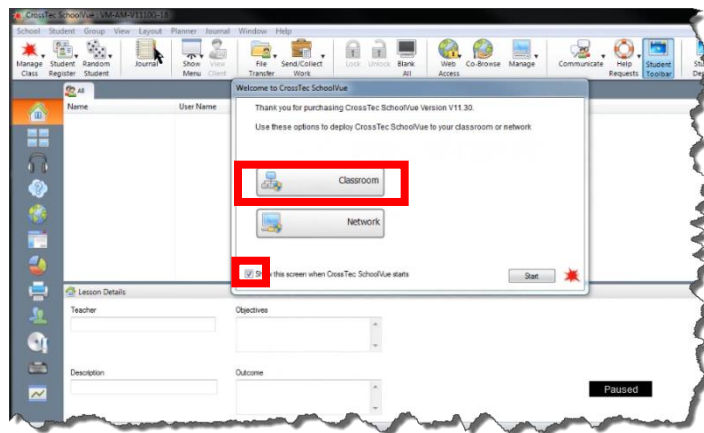 CrossTec SchoolVue : VM-AM-V11100-18
School Student Group View Layout Planner Journal Window Help
Manage Class
Student Register
Random Student
Journal
Show Menu
View Client
File Transfer
Send/Collect Work
Lock
Unlock
Blank All
Web Access
Co-Browse
Manage
Communicate
Help Requests
Student Toolbar
All
Name User Name
Welcome to CrossTec SchoolVue
Thank you for purchasing CrossTec SchoolVue Version V11.30.
Use these options to deploy CrossTec SchoolVue to your classroom or network
Classroom
Network
this screen when CrossTec SchoolVue starts
Start
Lesson Details
Teacher
Objectives
Description
Outcome
Paused